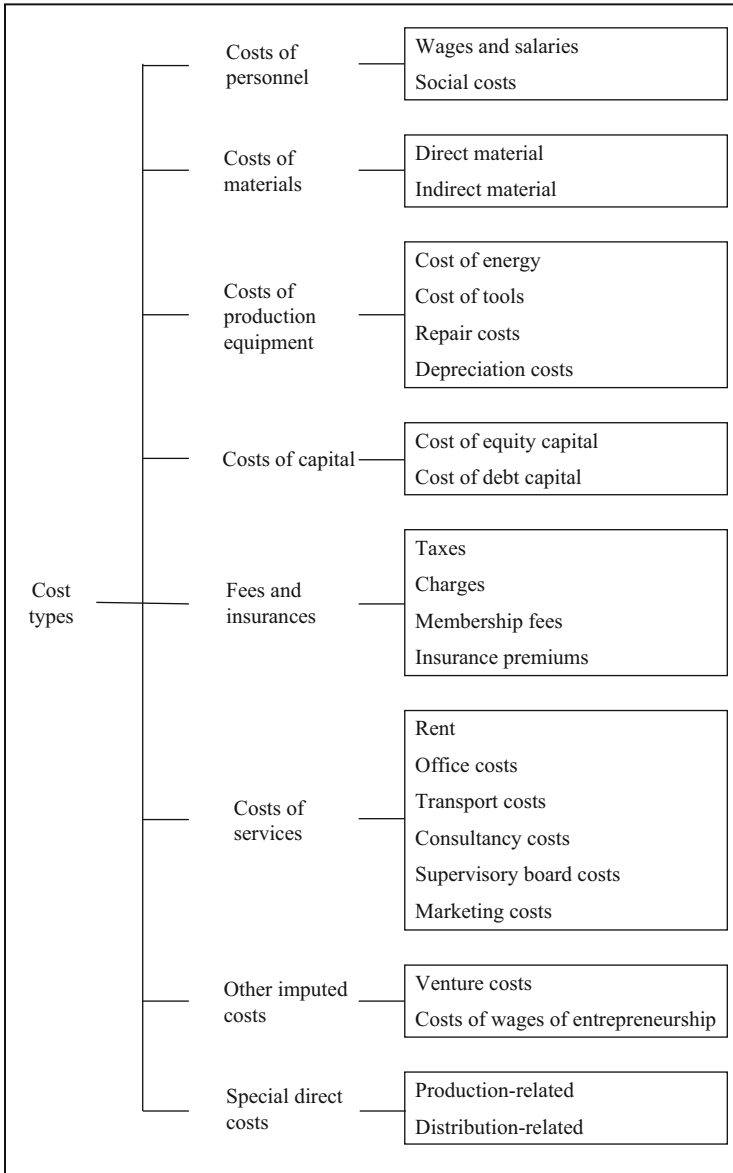 Cost
types
Costs of
personnel
Wages and salaries
Social costs
Costs of
materials
Direct material
Indirect material
Costs of
production
equipment
Cost of energy
Cost of tools
Repair costs
Depreciation costs
Costs of capital
Cost of equity capital
Cost of debt capital
Fees and
insurances
Taxes
Charges
Membership fees
Insurance premiums
Costs of
services
Rent
Office costs
Transport costs
Consultancy costs
Supervisory board costs
Marketing costs
Other imputed
costs
Venture costs
Costs of wages of entrepreneurship
Special direct
costs
Production-related
Distribution-related